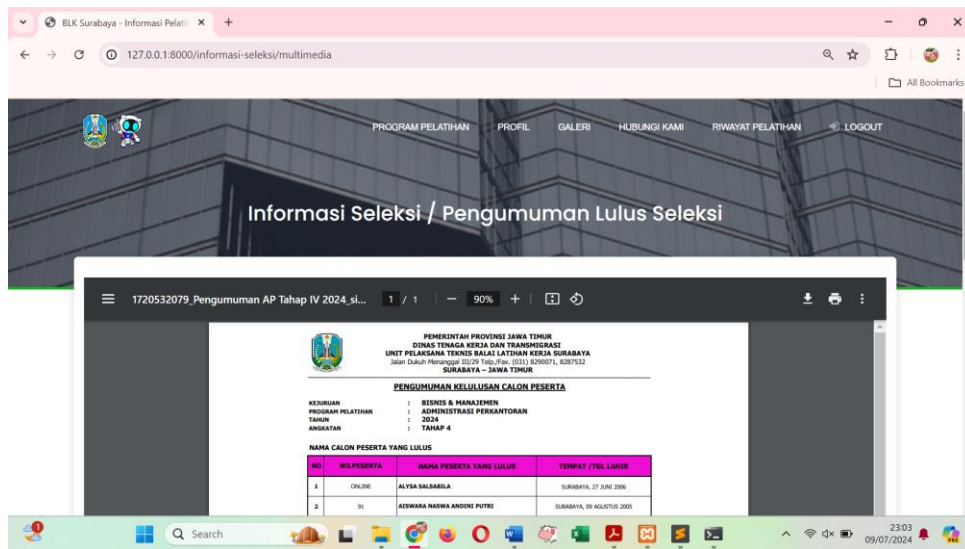 BLK Surabaya - Informasi Pelati
127.0.0.1:8000/informasi-seleksi/multimedia
All Bookmarks
PROGRAM PELATIHAN PROFIL GALERI HUBUNGI KAMI RIWAYAT PELATIHAN LOGOUT
Informasi Seleksi / Pengumuman Lulus Seleksi
1720532079_Pengumuman AP Tahap IV 2024_si... 1 / 1 90%
PEMERINTAH PROVINSI JAWA TIMUR
DINAS TENAGA KERJA DAN TRANSMIGRASI
UNIT PELAKSANA TEKNIS BALAI LATIHAN KERJA SURABAYA
Jalan Dukuh Menanggal III/29 Telp./Fax. (031) 8290071, 8287532
SURABAYA – JAWA TIMUR
PENGUMUMAN KELULUSAN CALON PESERTA
KEJURUAN : BISNIS & MANAJEMEN
PROGRAM PELATIHAN : ADMINISTRASI PERKANTORAN
TAHUN : 2024
ANGKATAN : TAHAP 4
NAMA CALON PESERTA YANG LULUS
NO NO.PESERTA NAMA PESERTA YANG LULUS TEMPAT /TGL LAHIR
1 ONLINE ALYSA SALSABILA SURABAYA, 27 JUNI 2006
2 91 AISWARA NASWA ANDINI PUTRI SURABAYA, 09 AGUSTUS 2005
Search
23:03
09/07/2024